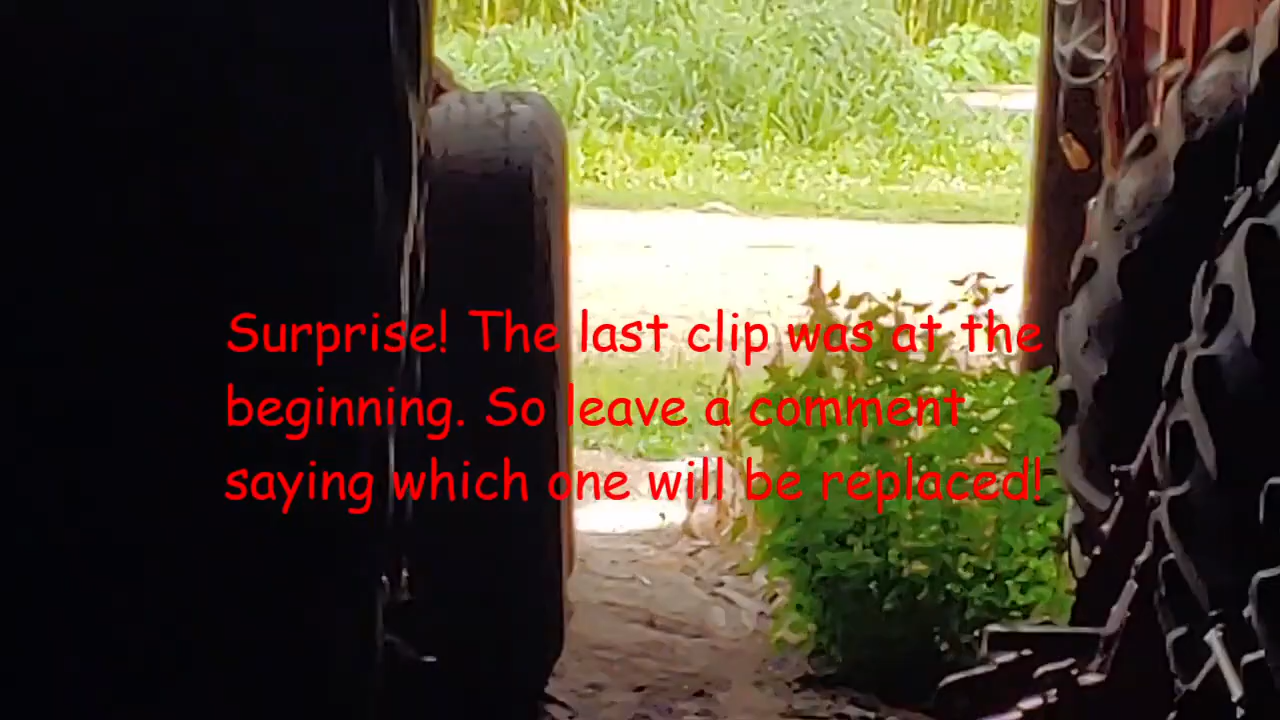 Surprise! The last clip was at the
beginning. So leave a comment
saying which one will be replaced!